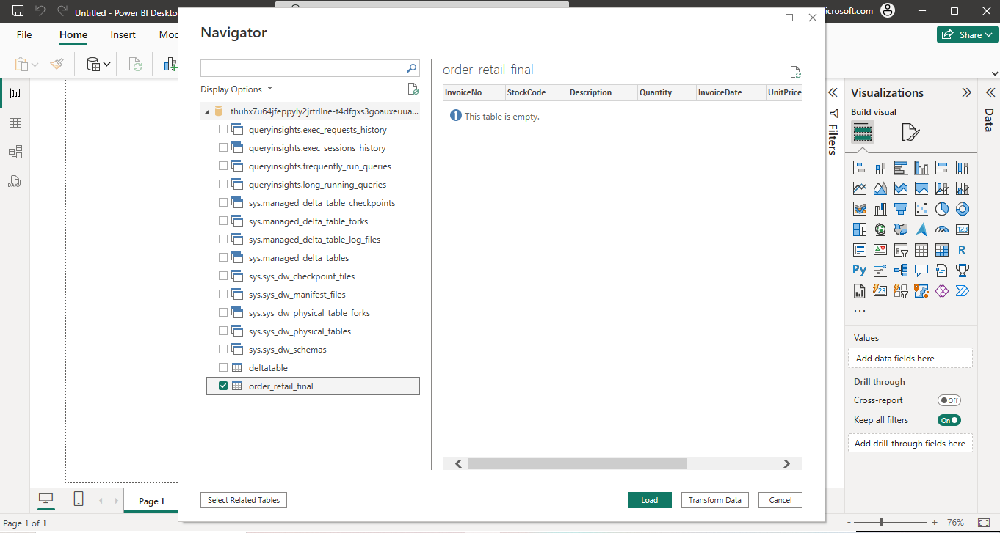 Untitled - Power BI Deskto
icrosoft.com
File
Home
Insert
Mod
Share
Navigator
Display Options
thuhx7u64jfeppyly2jrtrllne-t4dfgxs3goauxeuua...
queryinsights.exec_requests_history
queryinsights.exec_sessions_history
queryinsights.frequently_run_queries
queryinsights.long_running_queries
sys.managed_delta_table_checkpoints
sys.managed_delta_table_forks
sys.managed_delta_table_log_files
sys.managed_delta_tables
sys.sys_dw_checkpoint_files
sys.sys_dw_manifest_files
sys.sys_dw_physical_table_forks
sys.sys_dw_physical_tables
sys.sys_dw_schemas
deltatable
order_retail_final
order_retail_final
InvoiceNo StockCode Description Quantity InvoiceDate UnitPrice
This table is empty.
Select Related Tables
Load
Transform Data
Cancel
Filters
Visualizations
Build visual
123
R
Py
123
...
Values
Add data fields here
Drill through
Cross-report
Off
Keep all filters
On
Add drill-through fields here
Data
DAX
Page 1
Page 1 of 1
- + 76%